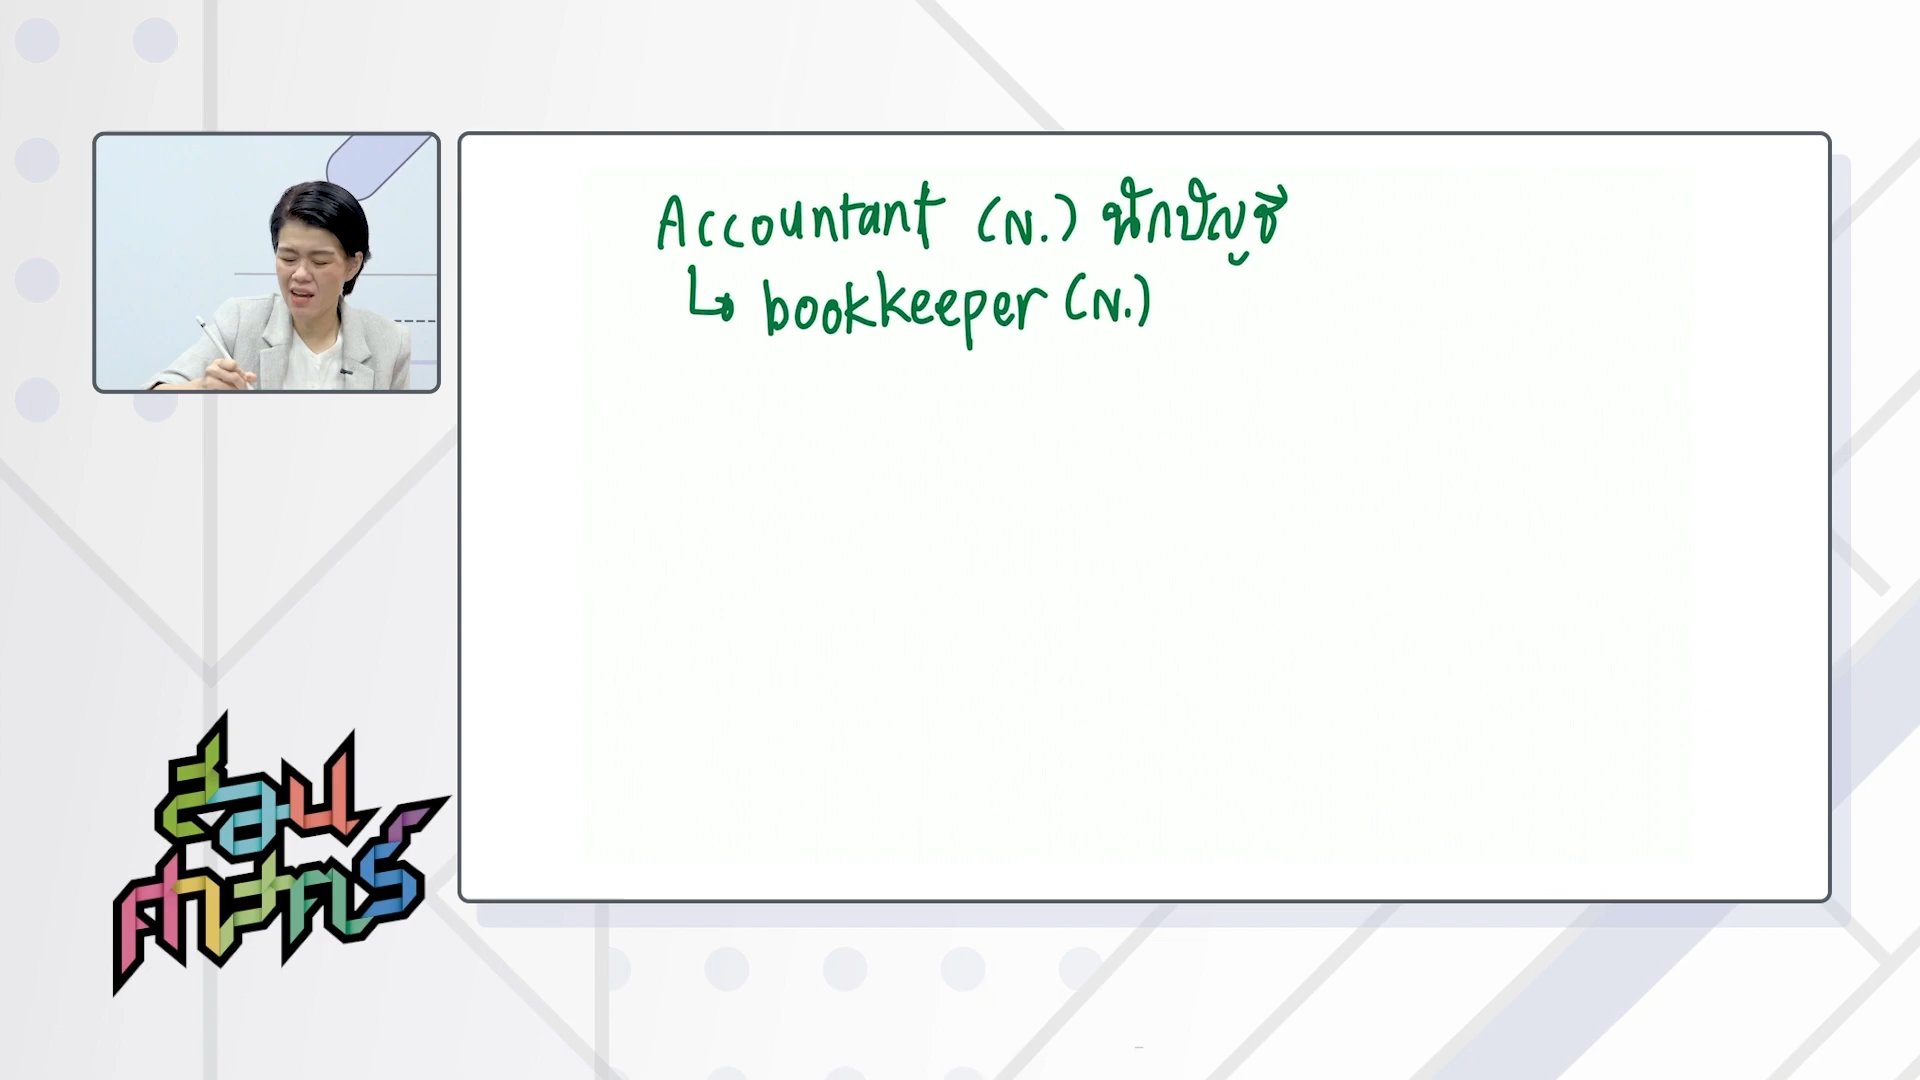 Accountant (N.) นักบัญชี
↳ bookkeeper (N.)
สอน
ศาสตร์